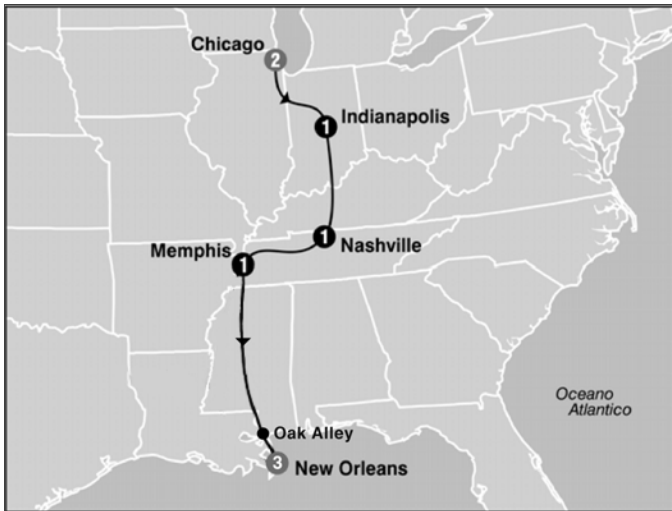 Chicago
2
Indianapolis
1
Nashville
1
Memphis
1
Oceano
Atlantico
Oak Alley
3
New Orleans